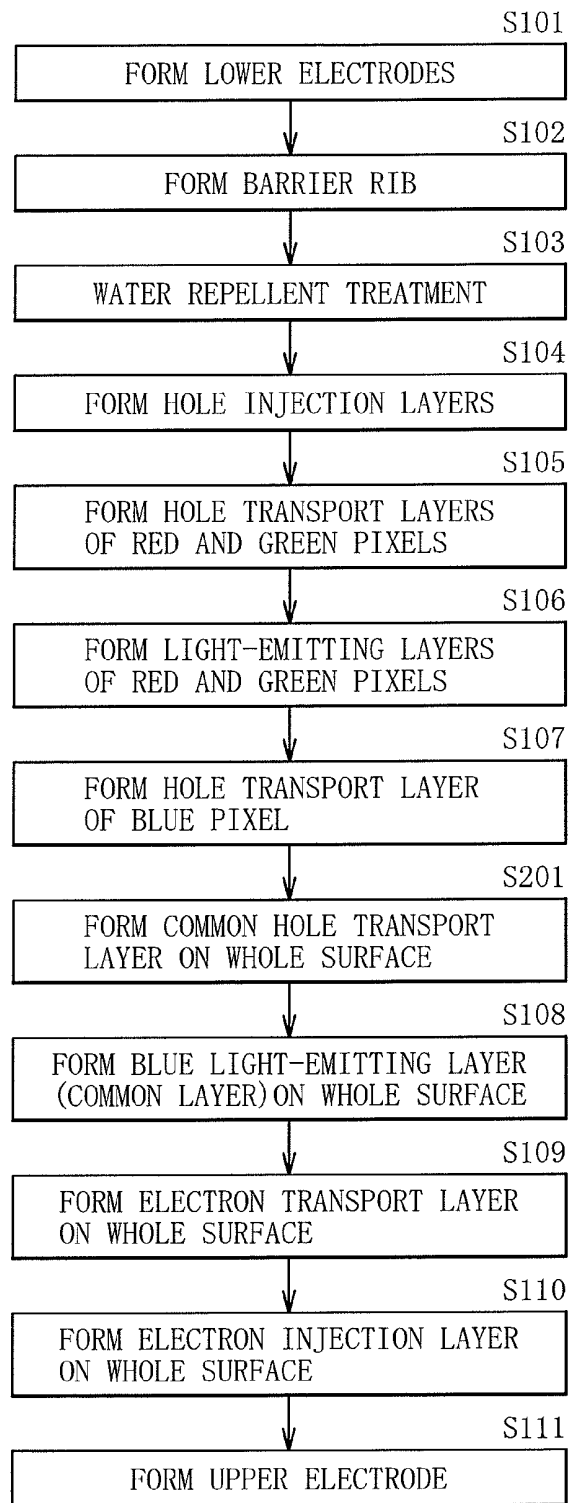 S101
FORM LOWER ELECTRODES
S102
FORM BARRIER RIB
S103
WATER REPELLENT TREATMENT
S104
FORM HOLE INJECTION LAYERS
S105
FORM HOLE TRANSPORT LAYERS
OF RED AND GREEN PIXELS
S106
FORM LIGHT-EMITTING LAYERS
OF RED AND GREEN PIXELS
S107
FORM HOLE TRANSPORT LAYER
OF BLUE PIXEL
S201
FORM COMMON HOLE TRANSPORT
LAYER ON WHOLE SURFACE
S108
FORM BLUE LIGHT-EMITTING LAYER
(COMMON LAYER)ON WHOLE SURFACE
S109
FORM ELECTRON TRANSPORT LAYER
ON WHOLE SURFACE
S110
FORM ELECTRON INJECTION LAYER
ON WHOLE SURFACE
S111
FORM UPPER ELECTRODE